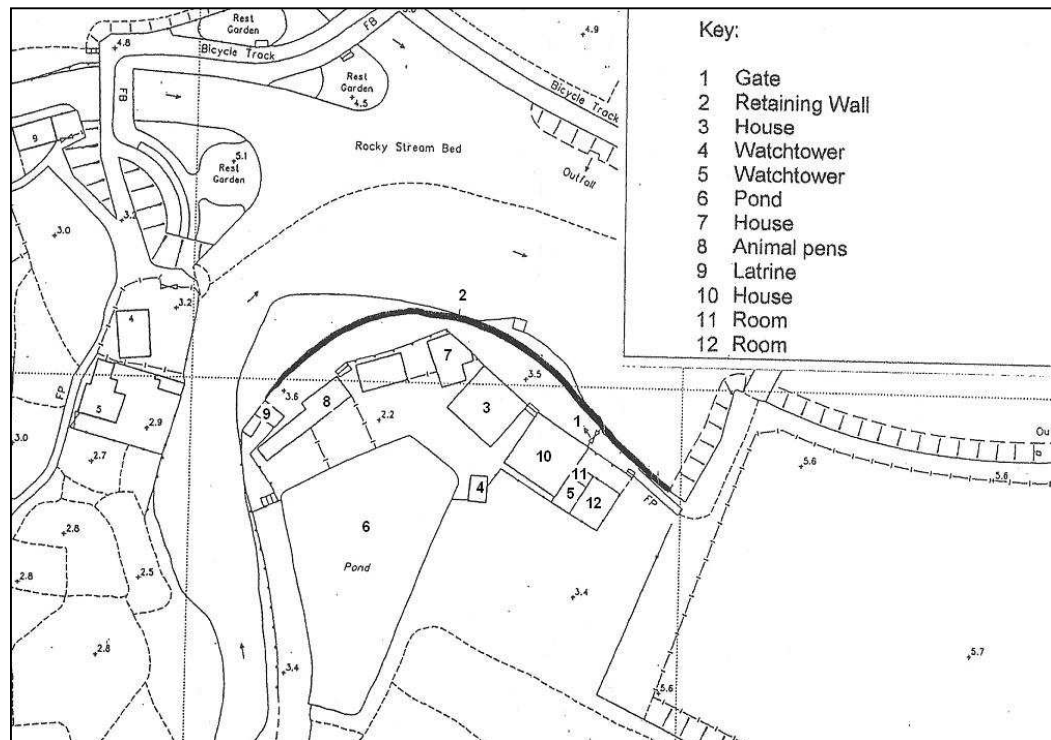 Rest
Garden
FB
4.8
Bicycle Track
4.9
Key:
1 Gate
2 Retaining Wall
3 House
4 Watchtower
5 Watchtower
6 Pond
7 House
8 Animal pens
9 Latrine
10 House
11 Room
12 Room
Rest
Garden
4.5
Bicycle Track
FB
9
Rocky Stream Bed
Outfall
5.1
Rest
Garden
3.2
3.0
3.2
2
4
7
3.5
3.6
8
9
2.2
3
1
FP
5
2.9
3.0
10
11
5
12
4
FP
2.7
5.6
5.6
6
Pond
2.8
2.5
2.8
3.4
2.8
3.4
5.7
5.6